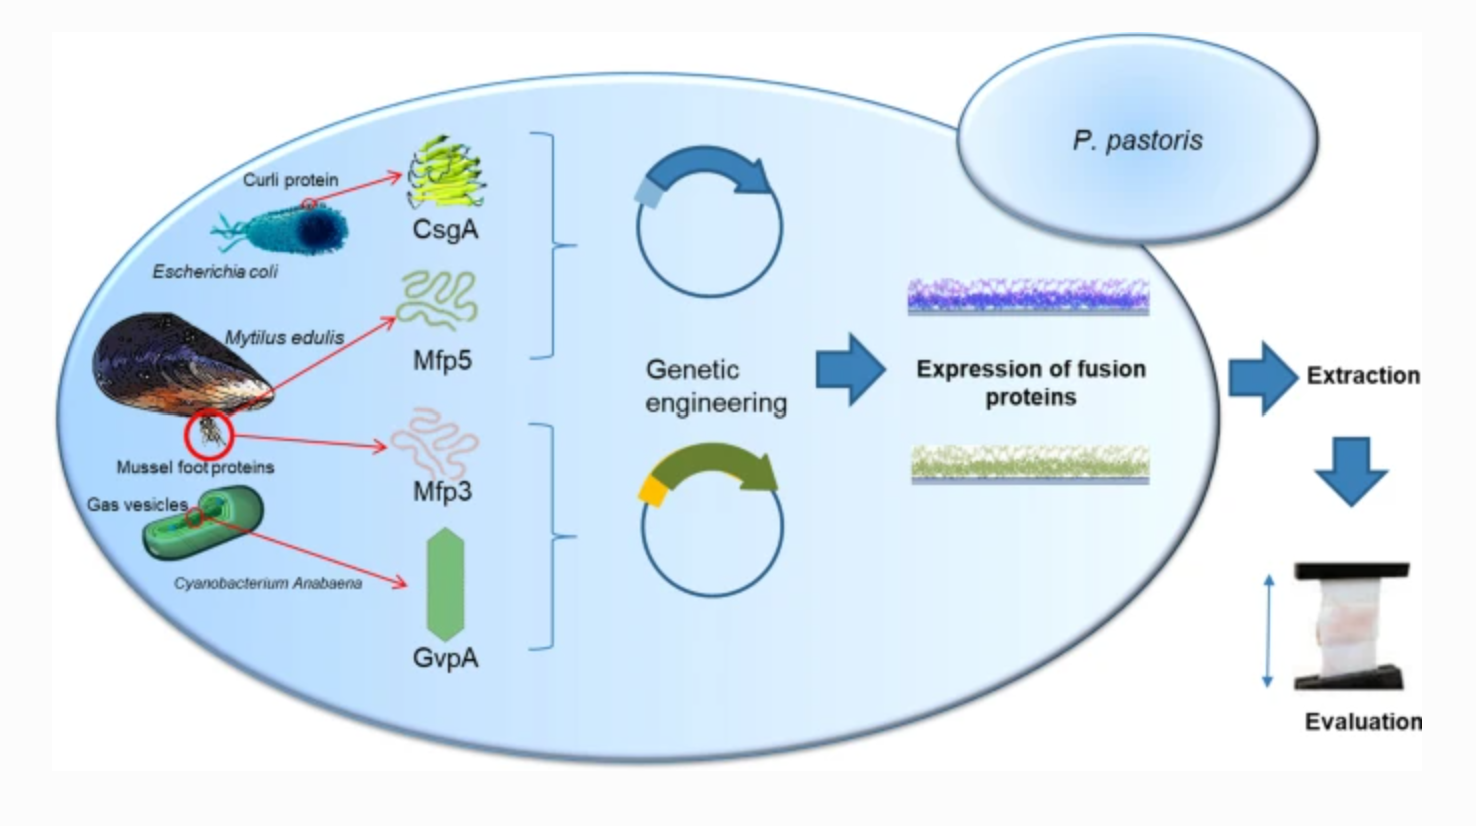 P. pastoris
Curli protein
CsgA
Escherichia coli
Mytilus edulis
Mfp5
Mussel foot proteins
Mfp3
Gas vesicles
Cyanobacterium Anabaena
GvpA
Genetic
engineering
Expression of fusion
proteins
Extraction
Evaluation